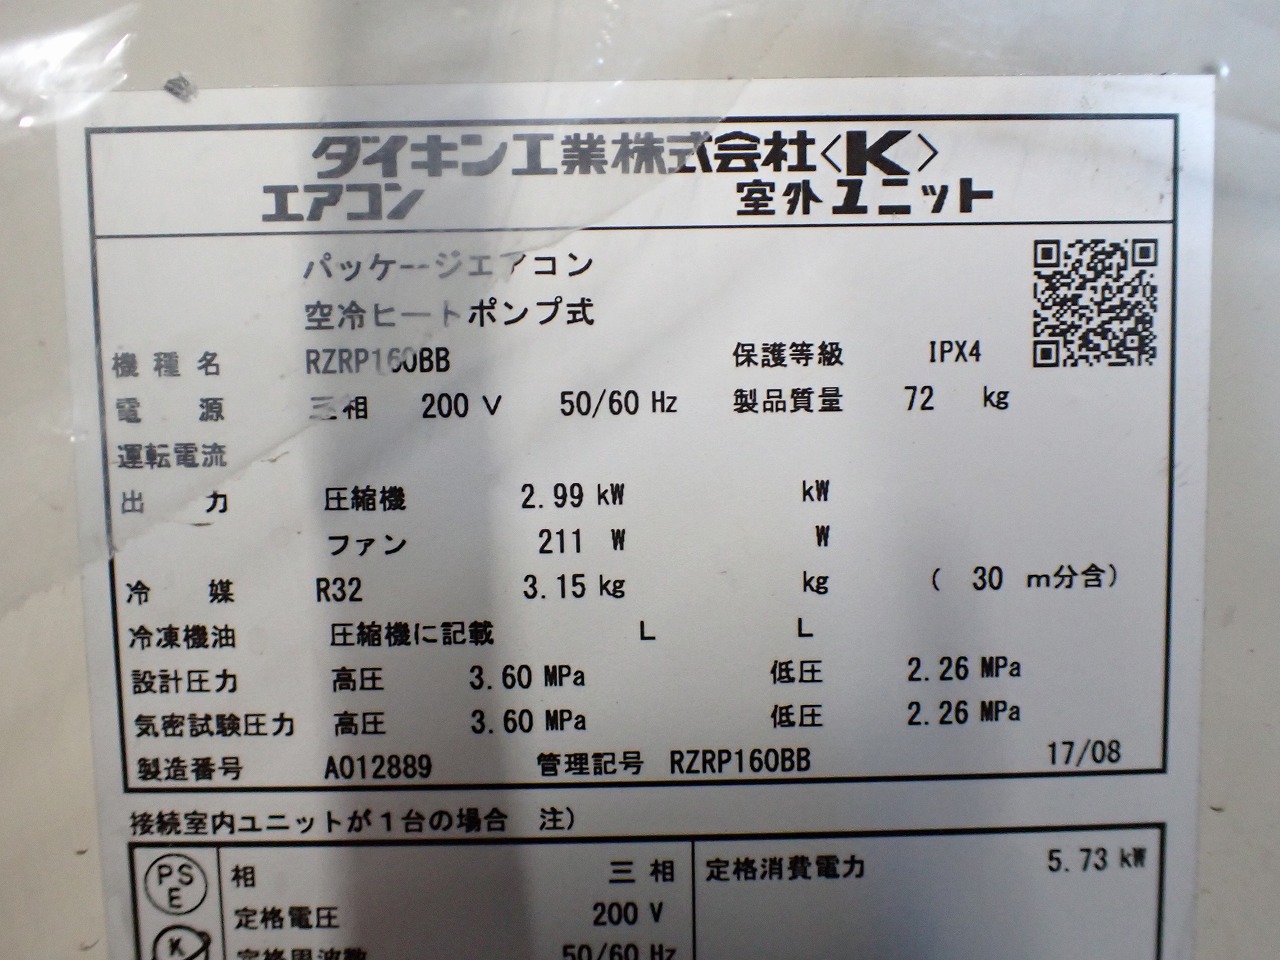 ダイキン工業株式会社〈K〉
エアコン 室外ユニット
パッケージエアコン
空冷ヒートポンプ式
機種名 RZRP160BB 保護等級 IPX4
電源 三相 200 V 50/60 Hz 製品質量 72 kg
運転電流
出力 圧縮機 2.99 kW kW
ファン 211 W W
冷媒 R32 3.15 kg kg ( 30 m分含)
冷凍機油 圧縮機に記載 L L
設計圧力 高圧 3.60 MPa 低圧 2.26 MPa
気密試験圧力 高圧 3.60 MPa 低圧 2.26 MPa
製造番号 A012889 管理記号 RZRP160BB 17/08
接続室内ユニットが1台の場合 注)
PS E 相 三相 定格消費電力 5.73 kW
定格電圧 200 V
K 定格周波数 50/60 Hz